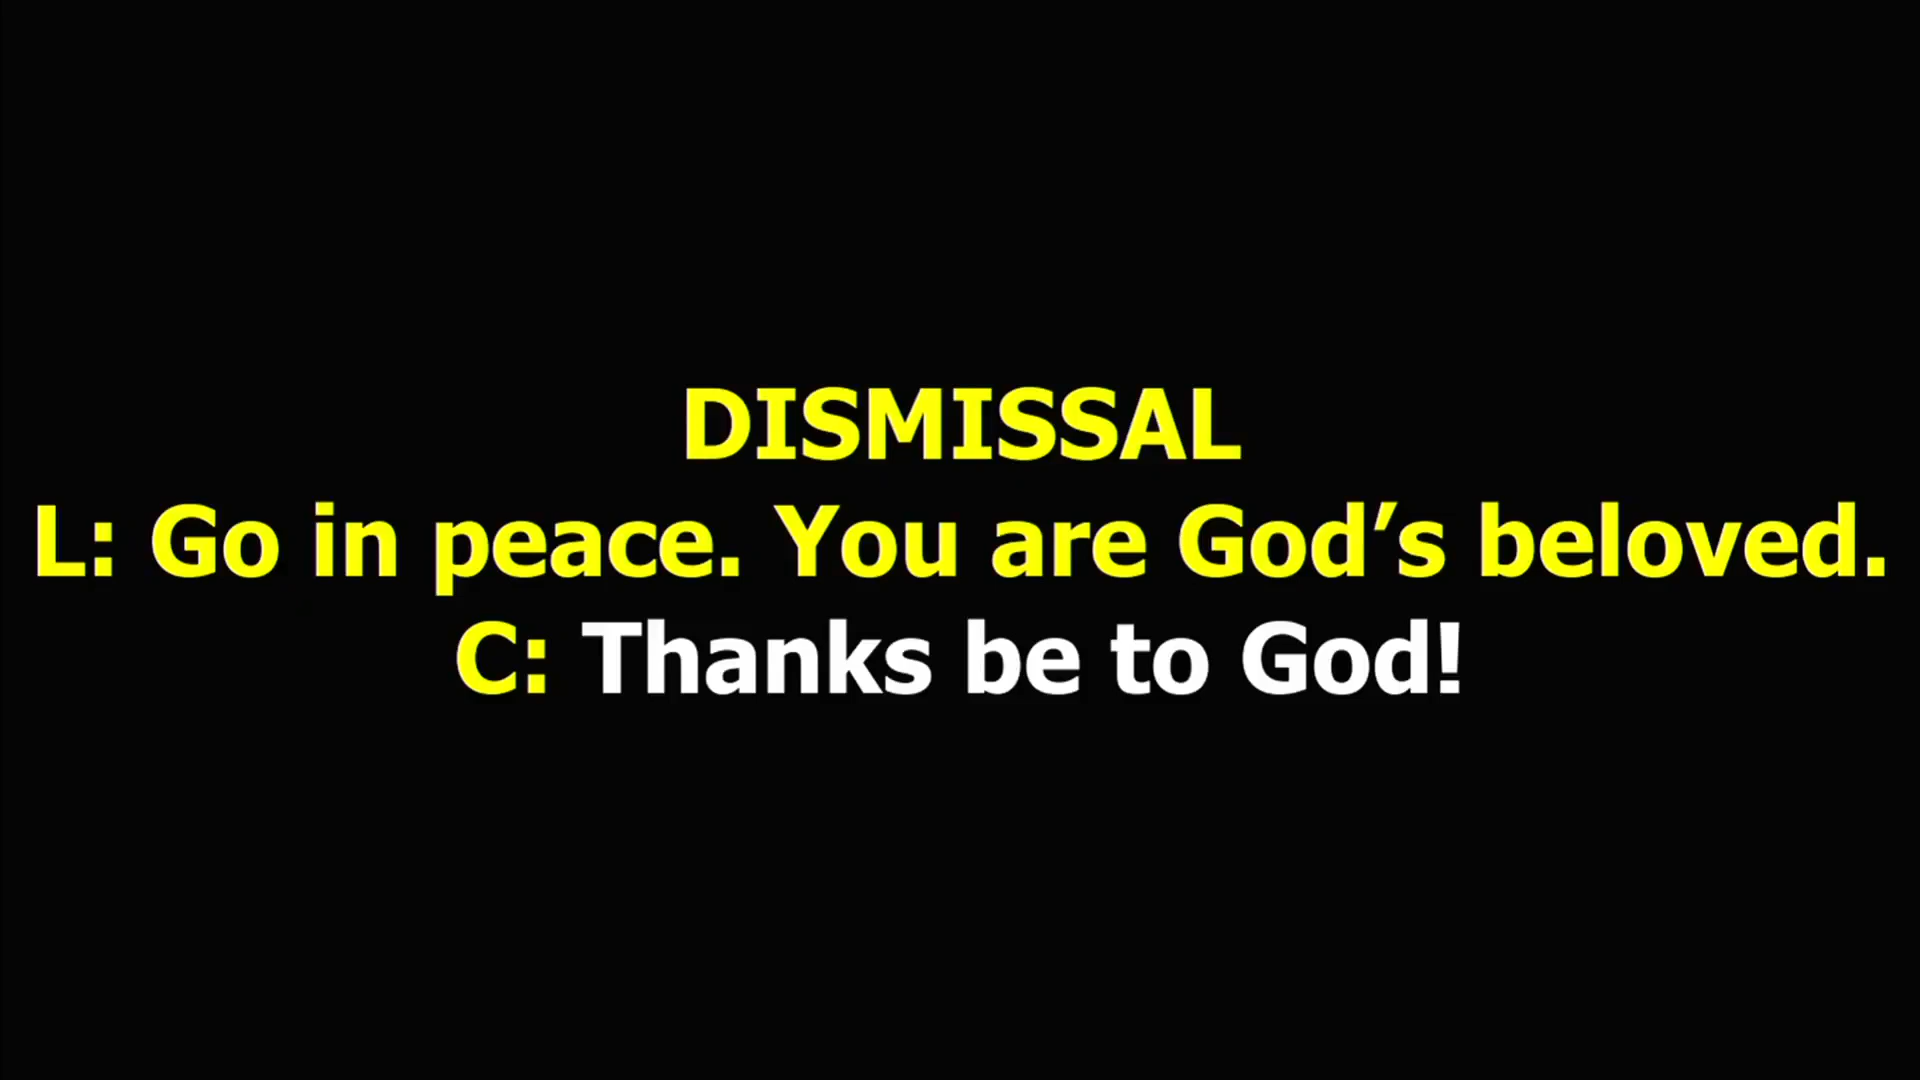 DISMISSAL
L: Go in peace. You are God’s beloved.
C: Thanks be to God!